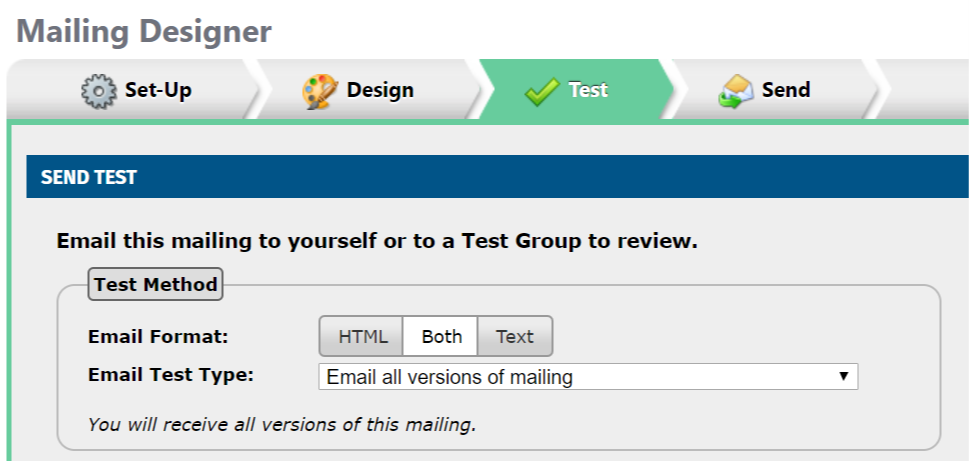 Mailing Designer
Set-Up Design Test Send
SEND TEST
Email this mailing to yourself or to a Test Group to review.
Test Method
Email Format: HTML Both Text
Email Test Type: Email all versions of mailing
You will receive all versions of this mailing.